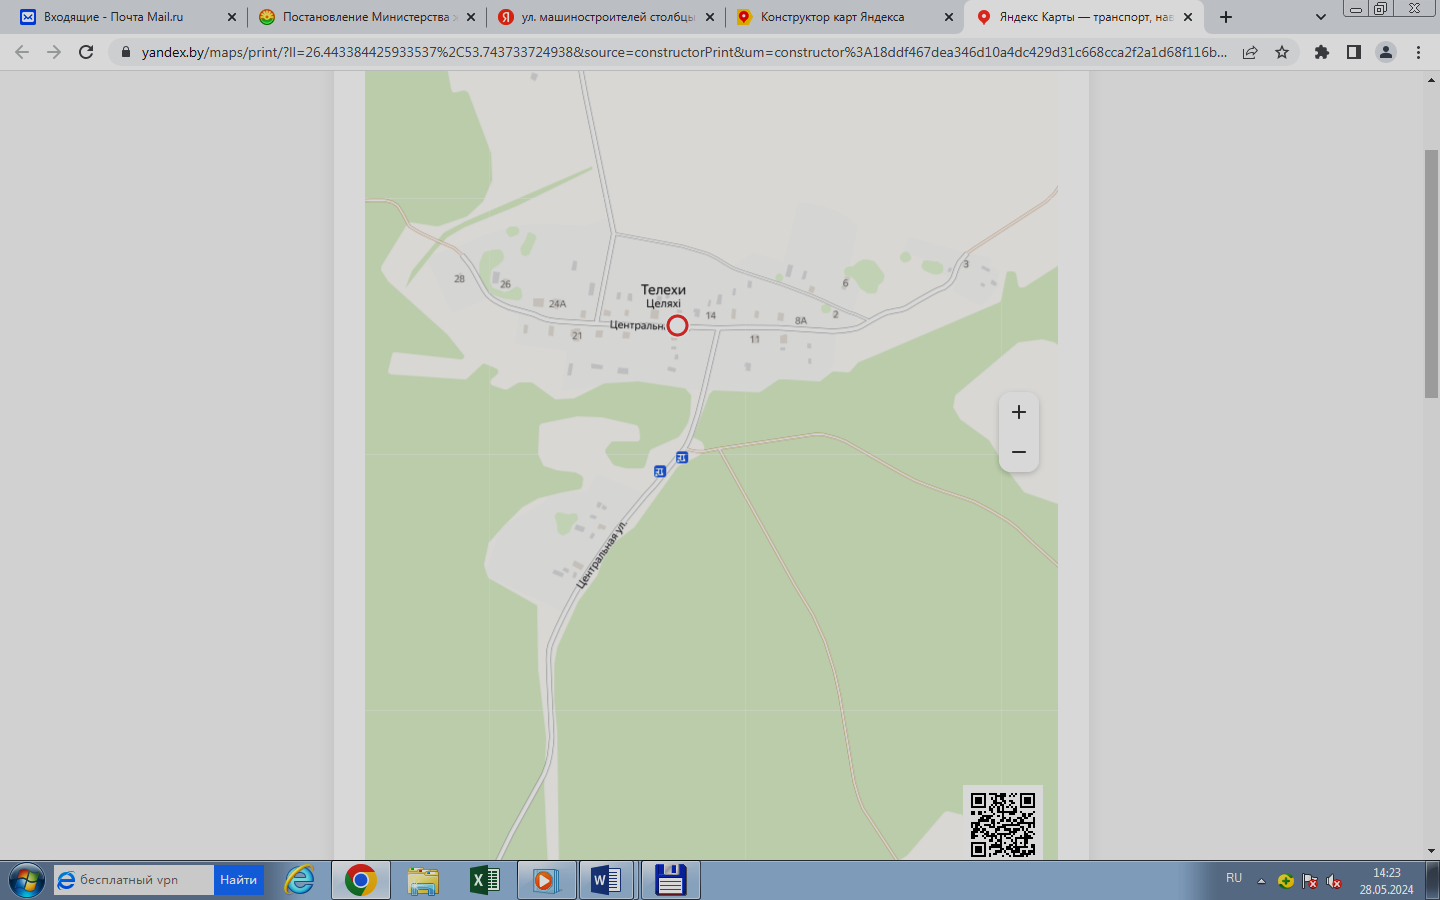 Входящие - Почта Mail.ru
Постановление Министерства
ул. машиностроителей столбцы
Конструктор карт Яндекса
Яндекс Карты — транспорт, нав
yandex.by/maps/print/?ll=26.443384425933537%2C53.743733724938&source=constructorPrint&um=constructor%3A18ddf467dea346d10a4dc429d31c668cca2f2a1d68f116b...
28
26
24А
Телехи
Целяхі
14
6
2
3
8А
Центральн
21
11
Центральная ул.
+
−
бесплатный vpn
Найти
RU
14:23
28.05.2024